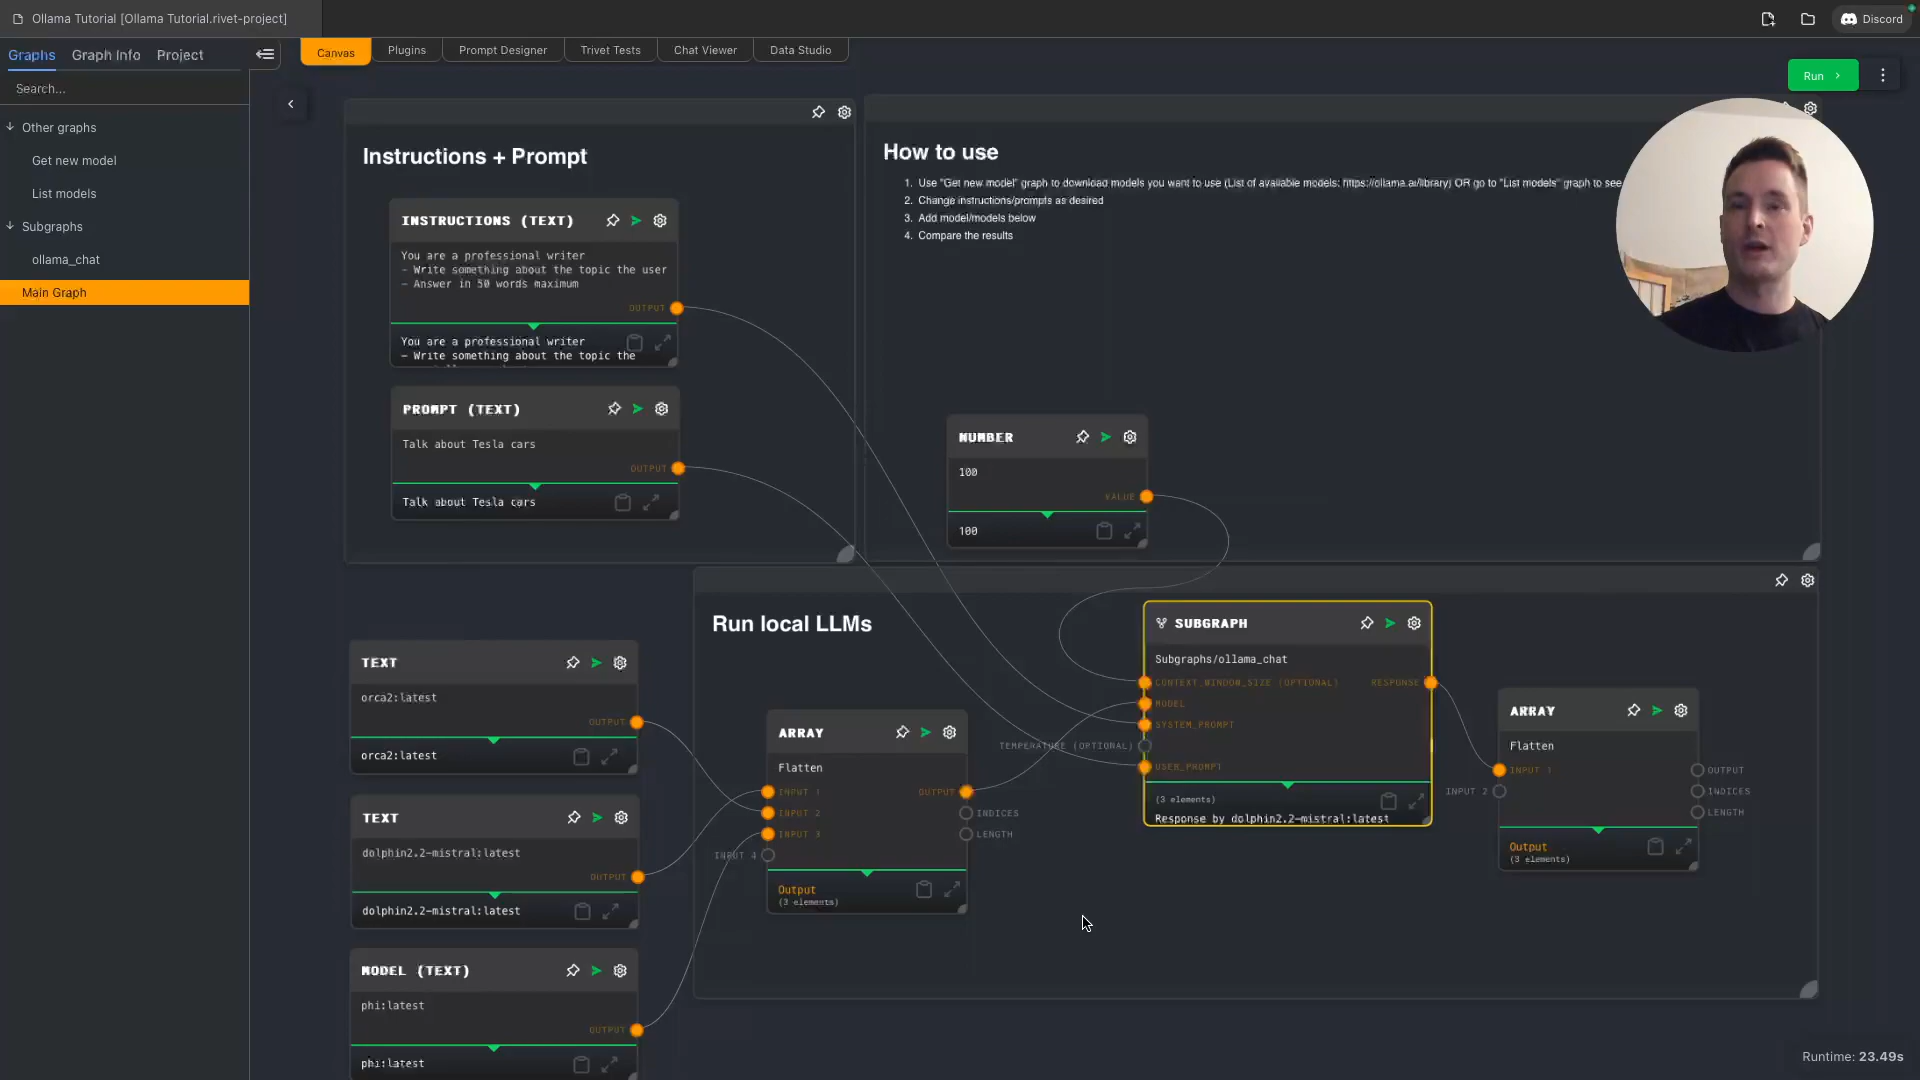 Ollama Tutorial [Ollama Tutorial.rivet-project]
Discord
Graphs
Graph Info
Project
Canvas
Plugins
Prompt Designer
Trivet Tests
Chat Viewer
Data Studio
Run
Search...
Other graphs
Get new model
List models
Subgraphs
ollama_chat
Main Graph
Instructions + Prompt
INSTRUCTIONS (TEXT)
You are a professional writer
- Write something about the topic the user
- Answer in 50 words maximum
OUTPUT
You are a professional writer
- Write something about the topic the
PROMPT (TEXT)
Talk about Tesla cars
OUTPUT
Talk about Tesla cars
How to use
1. Use "Get new model" graph to download models you want to use (List of available models: https://ollama.ai/library) OR go to "List models" graph to see
2. Change instructions/prompts as desired
3. Add model/models below
4. Compare the results
NUMBER
100
VALUE
100
Run local LLMs
TEXT
orca2:latest
OUTPUT
orca2:latest
TEXT
dolphin2.2-mistral:latest
OUTPUT
dolphin2.2-mistral:latest
MODEL (TEXT)
phi:latest
OUTPUT
phi:latest
ARRAY
Flatten
INPUT 1
INPUT 2
INPUT 3
INPUT 4
OUTPUT
INDICES
LENGTH
Output
(3 elements)
SUBGRAPH
Subgraphs/ollama_chat
CONTEXT_WINDOW_SIZE (OPTIONAL)
RESPONSE
MODEL
SYSTEM_PROMPT
TEMPERATURE (OPTIONAL)
USER_PROMPT
(3 elements)
Response by dolphin2.2-mistral:latest
ARRAY
Flatten
INPUT 1
INPUT 2
OUTPUT
INDICES
LENGTH
Output
(3 elements)
Runtime: 23.49s